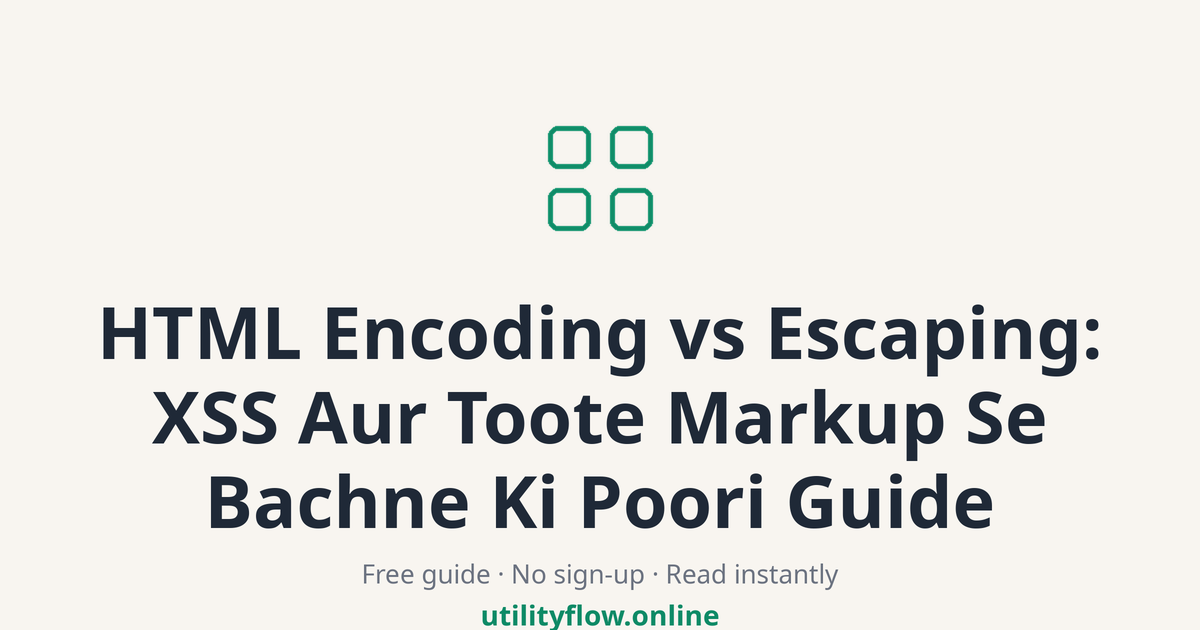 HTML Encoding vs Escaping:
XSS Aur Toote Markup Se
Bachne Ki Poori Guide
Free guide · No sign-up · Read instantly
utilityflow.online